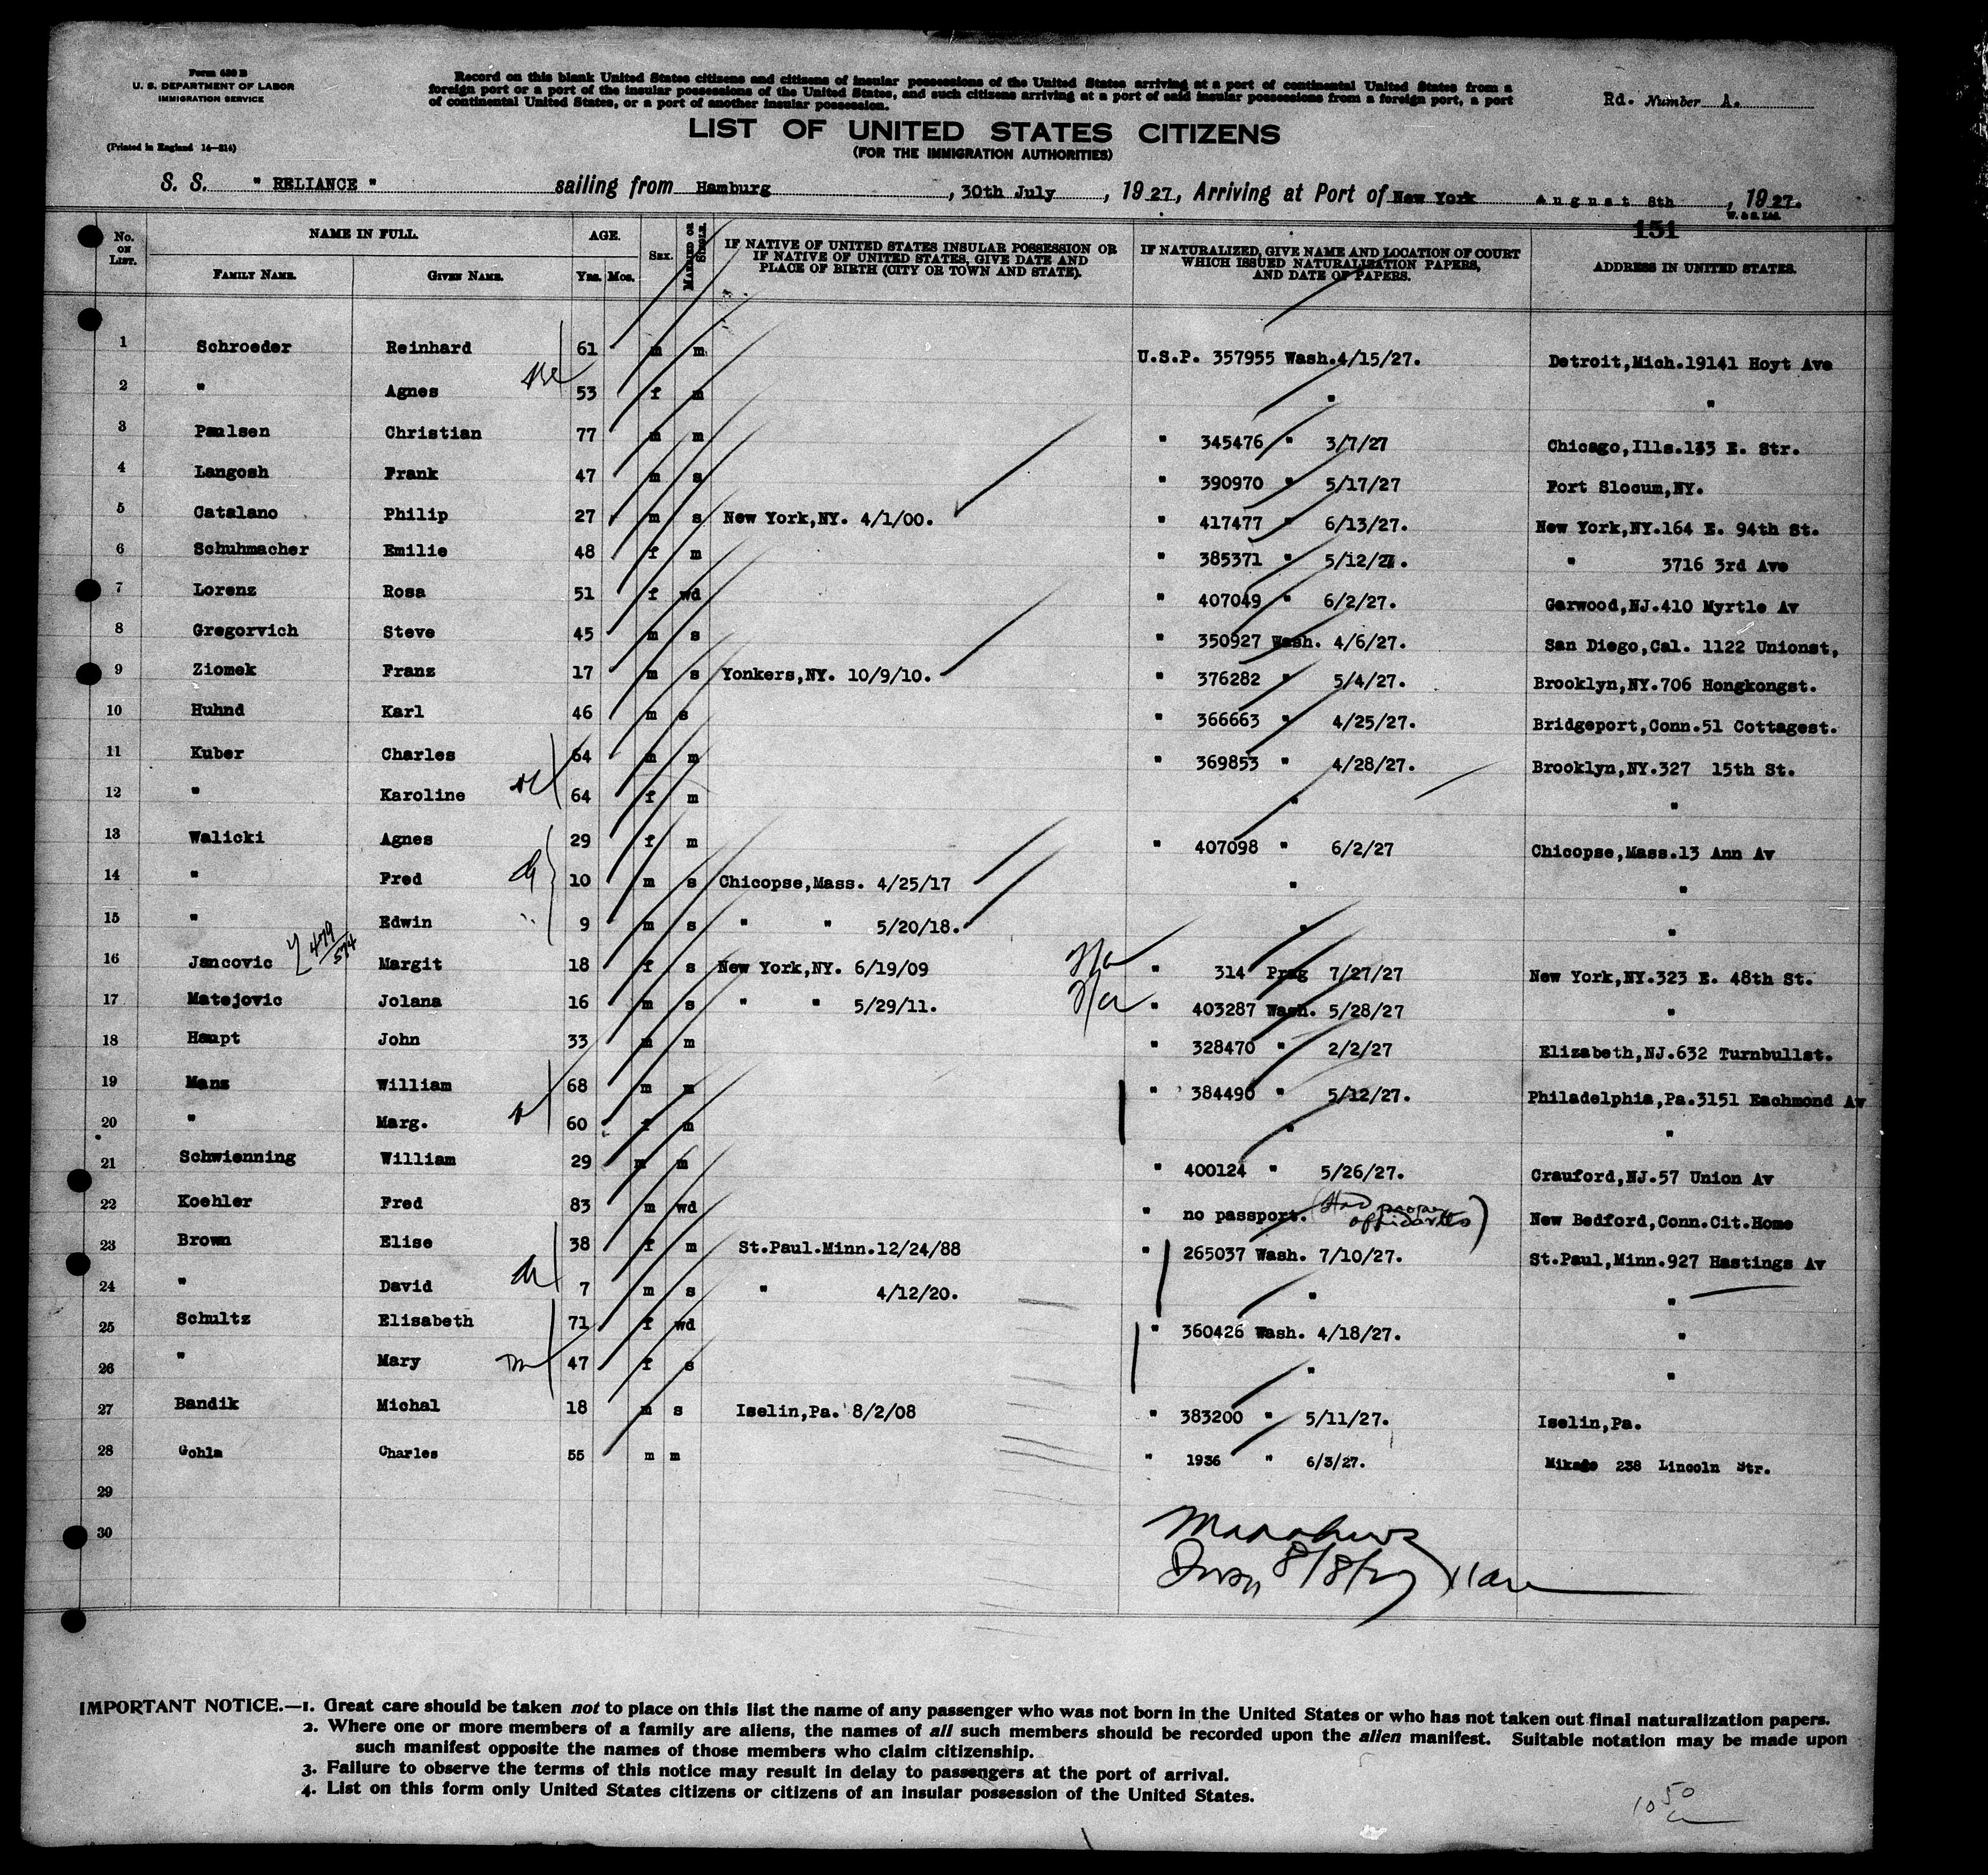 Form 630 B
U. S. DEPARTMENT OF LABOR
IMMIGRATION SERVICE
(Printed in England 14—814)
Record on this blank United States citizens and citizens of insular possessions of the United States arriving at a port of continental United States from a
foreign port or a port of the insular possessions of the United States, and such citizens arriving at a port of said insular possessions from a foreign port, a port
of continental United States, or a port of another insular possession.
Rd. Number A.
LIST OF UNITED STATES CITIZENS
(FOR THE IMMIGRATION AUTHORITIES)
S. S. " RELIANCE " sailing from Hamburg, 30th July, 1927, Arriving at Port of New York August 8th, 1927.
W. & S. Ltd.
151
No. ON LIST. NAME IN FULL. FAMILY NAME. GIVEN NAME. AGE. Yrs. Mos. SEX. MARRIED OR SINGLE. IF NATIVE OF UNITED STATES INSULAR POSSESSION OR IF NATIVE OF UNITED STATES, GIVE DATE AND PLACE OF BIRTH (CITY OR TOWN AND STATE). IF NATURALIZED, GIVE NAME AND LOCATION OF COURT WHICH ISSUED NATURALIZATION PAPERS, AND DATE OF PAPERS. ADDRESS IN UNITED STATES.
1 Schroeder Reinhard 61 m m U.S.P. 357955 Wash.4/15/27. Detroit,Mich.19141 Hoyt Ave
2 " Agnes 53 f m " "
3 Paulsen Christian 77 m m " 345476 " 3/7/27 Chicago,Ills.133 E. Str.
4 Langosh Frank 47 m s " 390970 " 5/17/27 Fort Slocum,NY.
5 Catalano Philip 27 m s New York,NY. 4/1/00. " 417477 " 6/13/27. New York,NY.164 E. 94th St.
6 Schuhmacher Emilie 48 f m " 385371 " 5/12/27. " 3716 3rd Ave
7 Lorenz Rosa 51 f wd " 407049 " 6/2/27. Garwood,NJ.410 Myrtle Av
8 Gregorvich Steve 45 m s " 350927 Wash. 4/6/27. San Diego,Cal. 1122 Unionst,
9 Ziomek Franz 17 m s Yonkers,NY. 10/9/10. " 376282 " 5/4/27. Brooklyn,NY.706 Hongkongst.
10 Huhnd Karl 46 m s " 366663 " 4/25/27. Bridgeport,Conn.51 Cottagest.
11 Kuber Charles 64 m m " 369853 " 4/28/27. Brooklyn,NY.327 15th St.
12 " Karoline 64 f m " "
13 Walicki Agnes 29 f m " 407098 " 6/2/27 Chicopse,Mass.13 Ann Av
14 " Fred 10 m s Chicopse,Mass. 4/25/17 " "
15 " Edwin 9 m s " " 5/20/18. " "
479/574
16 Jancovic Margit 18 f s New York,NY. 6/19/09 " 314 Prag 7/27/27 New York,NY.323 E. 48th St.
17 Matejovic Jolana 16 m s " " 5/29/11. " 403287 Wash. 5/28/27 "
18 Haupt John 33 m m " 328470 " 2/2/27 Elizabeth,NJ.632 Turnbullst.
19 Manz William 68 m m " 384490 " 5/12/27. Philadelphia,Pa.3151 Eachmond Av
20 " Marg. 60 f m " "
21 Schwienning William 29 m m " 400124 " 5/26/27. Crauford,NJ.57 Union Av
22 Koehler Fred 83 m wd " no passport. (Had proper affidavits) New Bedford,Conn.Cit.Home
23 Brown Elise 38 f m St.Paul.Minn.12/24/88 " 265037 Wash. 7/10/27. St.Paul,Minn.927 Hastings Av
24 " David 7 m s " 4/12/20. " "
25 Schultz Elisabeth 71 f wd " 360426 Wash. 4/18/27. "
26 " Mary 47 f s " "
27 Bandik Michal 18 m s Iselin,Pa. 8/2/08 " 383200 " 5/11/27. Iselin,Pa.
28 Gohla Charles 55 m m " 1936 " 6/3/27. 238 Lincoln Str.
29
30
8/8/27
IMPORTANT NOTICE.—1. Great care should be taken not to place on this list the name of any passenger who was not born in the United States or who has not taken out final naturalization papers.
2. Where one or more members of a family are aliens, the names of all such members should be recorded upon the alien manifest. Suitable notation may be made upon
such manifest opposite the names of those members who claim citizenship.
3. Failure to observe the terms of this notice may result in delay to passengers at the port of arrival.
4. List on this form only United States citizens or citizens of an insular possession of the United States.
10 50